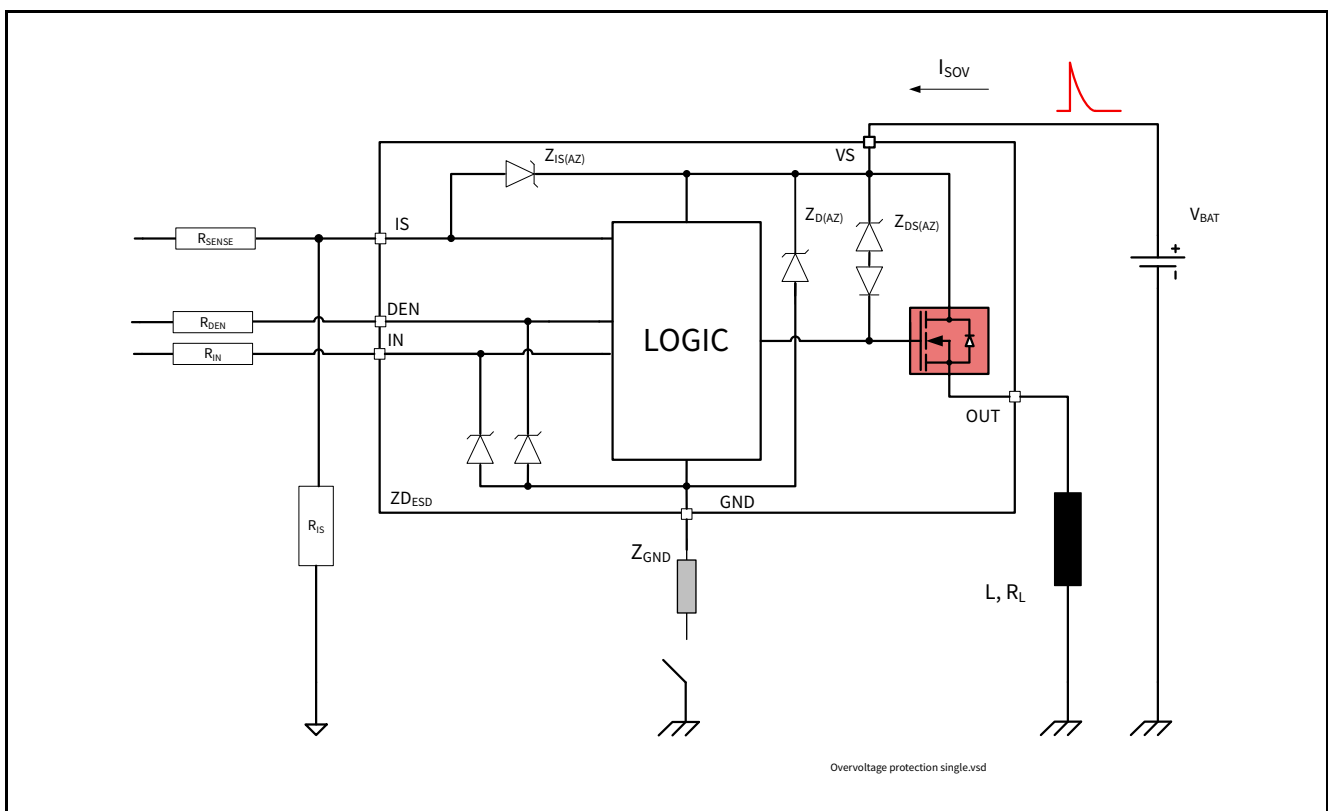 I_SOV
VS
Z_IS(AZ)
Z_D(AZ)
Z_DS(AZ)
V_BAT
+
-
R_SENSE
IS
R_DEN
DEN
R_IN
IN
LOGIC
OUT
ZD_ESD
GND
R_IS
Z_GND
L, R_L
Overvoltage protection single.vsd